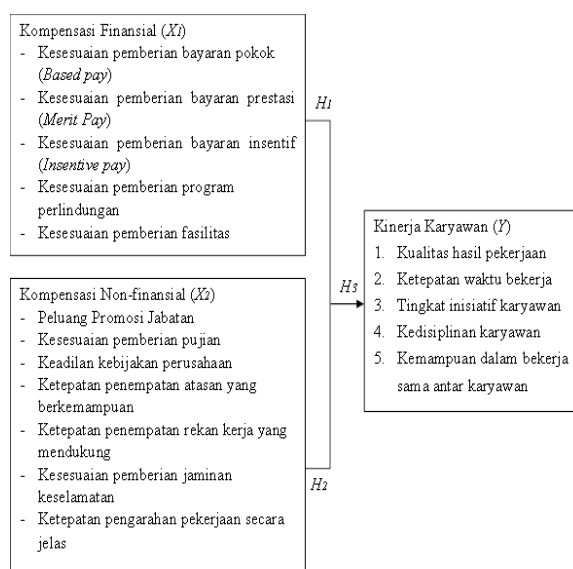 Kompensasi Finansial (X1)
- Kesesuaian pemberian bayaran pokok
(Based pay)
- Kesesuaian pemberian bayaran prestasi
(Merit Pay)
- Kesesuaian pemberian bayaran insentif
(Insentive pay)
- Kesesuaian pemberian program
perlindungan
- Kesesuaian pemberian fasilitas
H1
Kompensasi Non-finansial (X2)
- Peluang Promosi Jabatan
- Kesesuaian pemberian pujian
- Keadilan kebijakan perusahaan
- Ketepatan penempatan atasan yang
berkemampuan
- Ketepatan penempatan rekan kerja yang
mendukung
- Kesesuaian pemberian jaminan
keselamatan
- Ketepatan pengarahan pekerjaan secara
jelas
H2
H3
Kinerja Karyawan (Y)
1. Kualitas hasil pekerjaan
2. Ketepatan waktu bekerja
3. Tingkat inisiatif karyawan
4. Kedisiplinan karyawan
5. Kemampuan dalam bekerja
sama antar karyawan